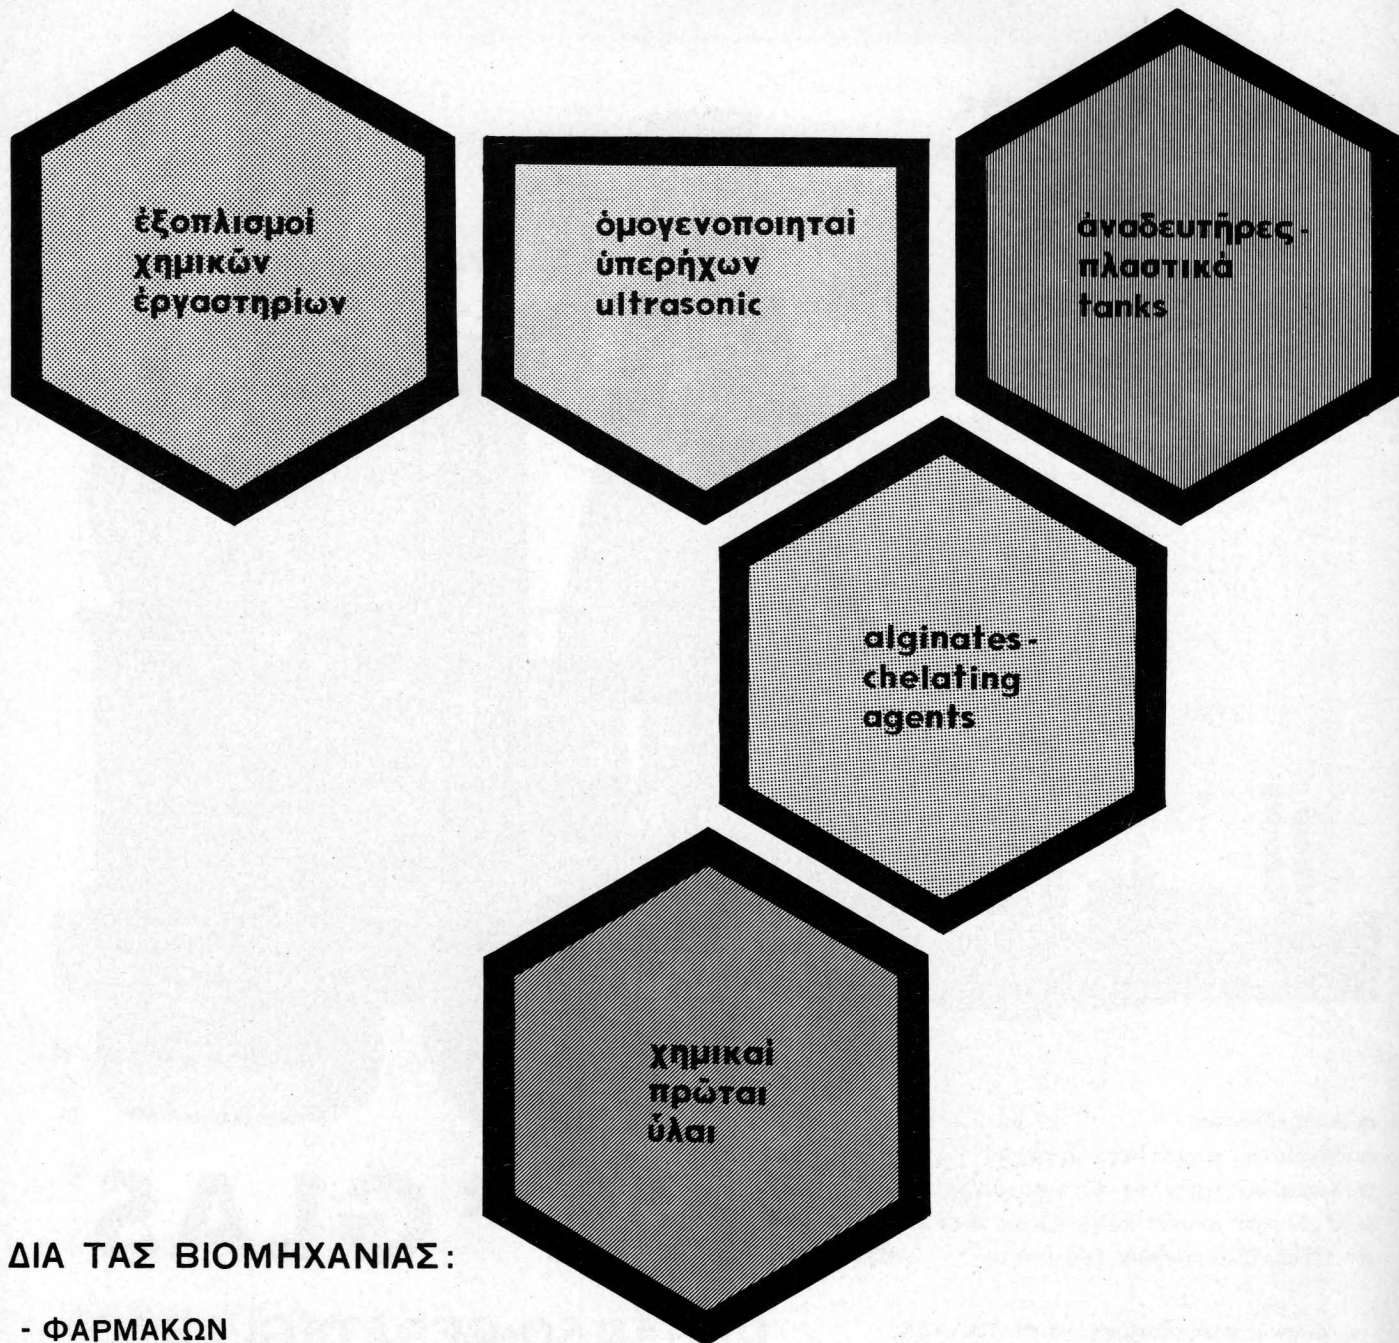 ἐξοπλισμοί
χημικῶν
ἐργαστηρίων
ὁμογενοποιηταί
ὑπερήχων
ultrasonic
ἀναδευτῆρες -
πλαστικά
tanks
alginates -
chelating
agents
χημικαί
πρῶται
ὗλαι
ΔΙΑ ΤΑΣ ΒΙΟΜΗΧΑΝΙΑΣ:
- ΦΑΡΜΑΚΩΝ